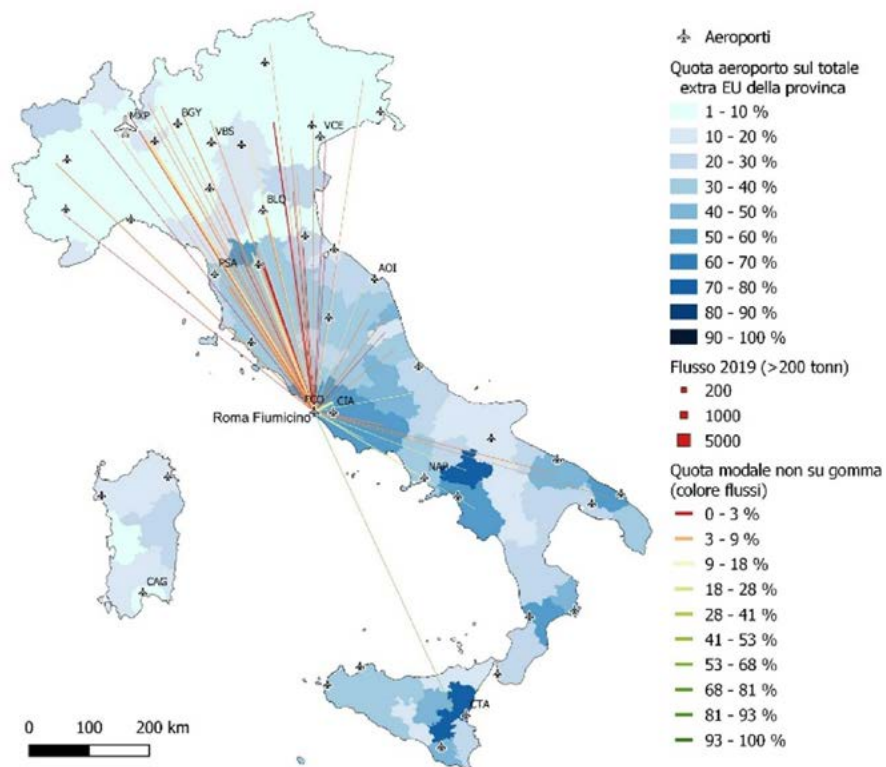 Aeroporti
Quota aeroporto sul totale
extra EU della provinca
1 - 10 %
10 - 20 %
20 - 30 %
30 - 40 %
40 - 50 %
50 - 60 %
60 - 70 %
70 - 80 %
80 - 90 %
90 - 100 %
Flusso 2019 (>200 tonn)
200
1000
5000
Quota modale non su gomma
(colore flussi)
0 - 3 %
3 - 9 %
9 - 18 %
18 - 28 %
28 - 41 %
41 - 53 %
53 - 68 %
68 - 81 %
81 - 93 %
93 - 100 %
MXP
BGY
VBS
VCE
BLQ
PSA
AOI
FCO
CIA
Roma Fiumicino
NAP
CAG
CTA
0 100 200 km